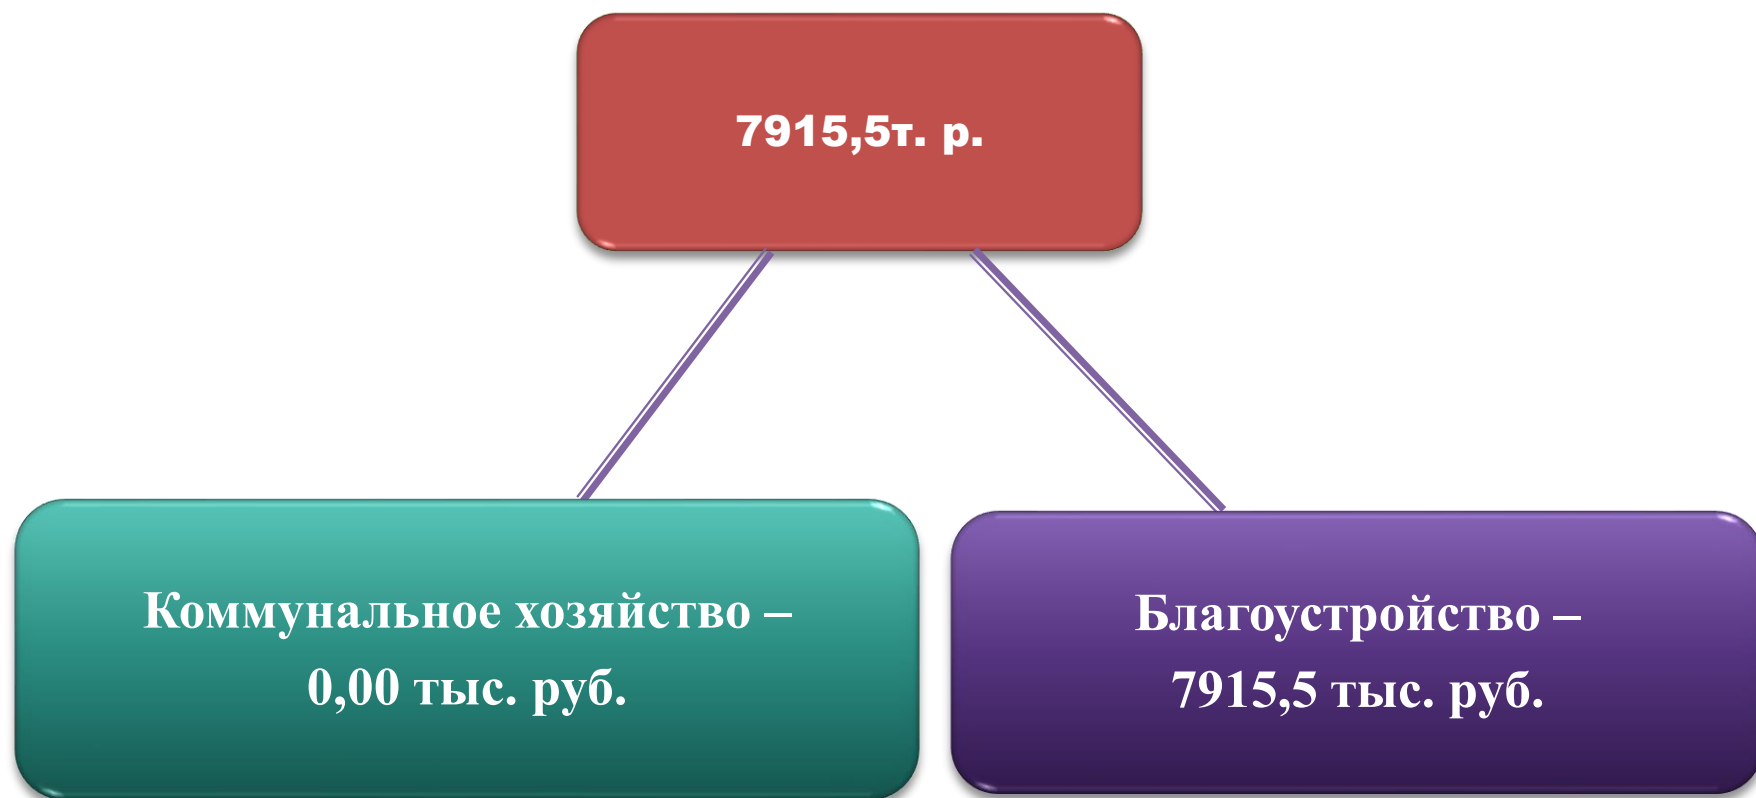 7915,5т. р.
Коммунальное хозяйство –
0,00 тыс. руб.
Благоустройство –
7915,5 тыс. руб.